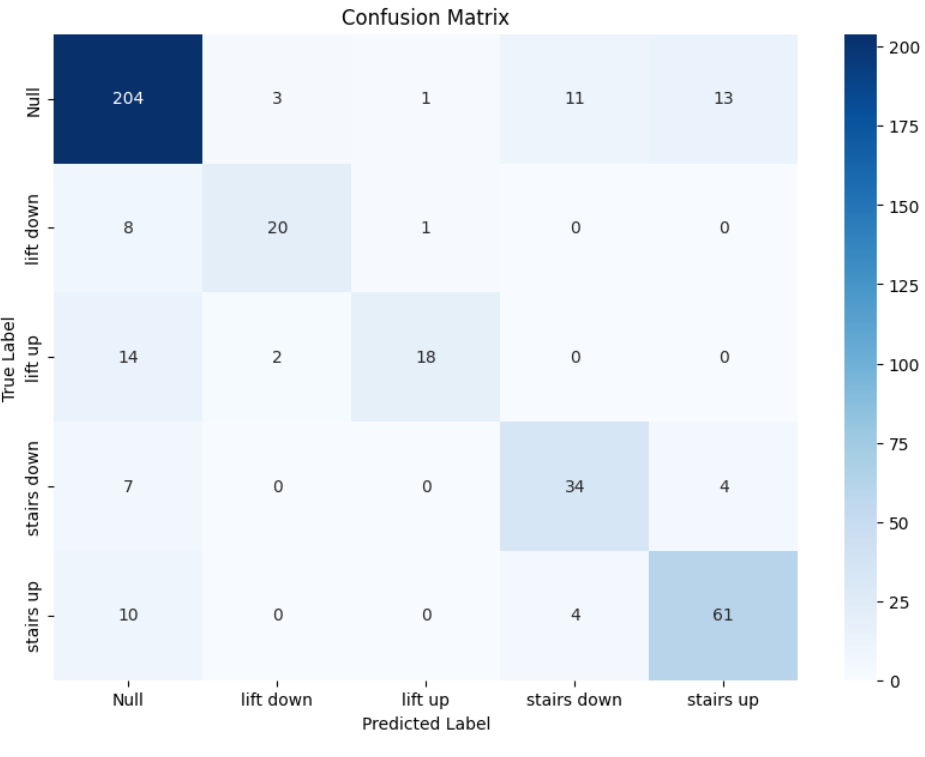 Confusion Matrix
True Label
Null 204 3 1 11 13
lift down 8 20 1 0 0
lift up 14 2 18 0 0
stairs down 7 0 0 34 4
stairs up 10 0 0 4 61
Null lift down lift up stairs down stairs up
Predicted Label
200
175
150
125
100
75
50
25
0